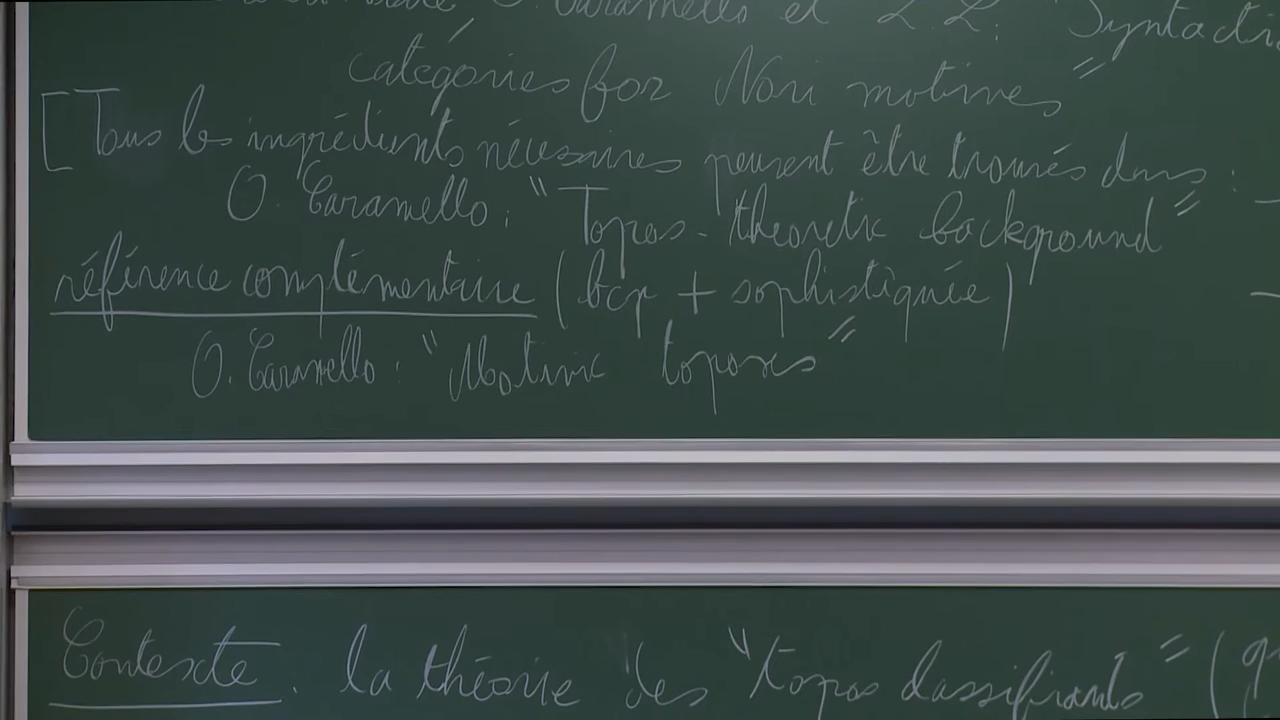 O. Caramello et L. L. : "Syntactic
catégories for Nori motives"
[Tous les ingrédients nécessaires peuvent être trouvés dans :
O. Caramello : "Topos-theoretic background"
référence complémentaire (bcp + sophistiquée)
O. Caramello : "Motivic toposes"
Contexte : la théorie des "topos classifiants" (